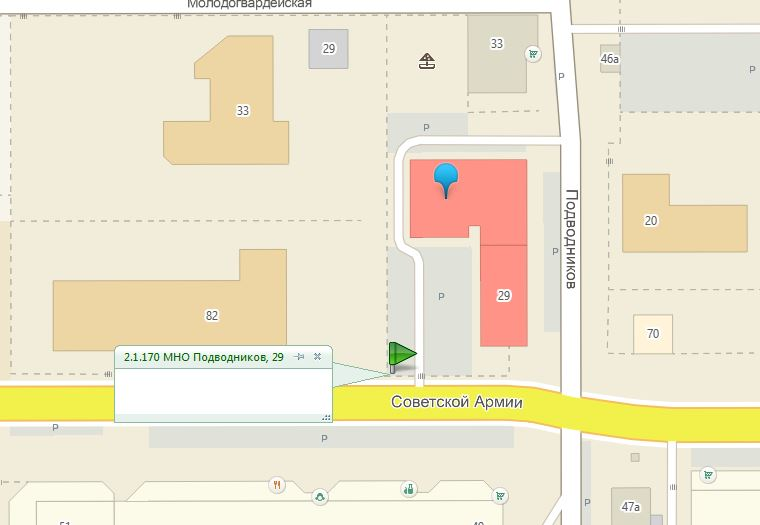 Молодогвардейская
29
33
46а
P
P
33
P
Подводников
20
P
82
P
29
70
2.1.170 МНО Подводников, 29
Советской Армии
P
P
P
47а